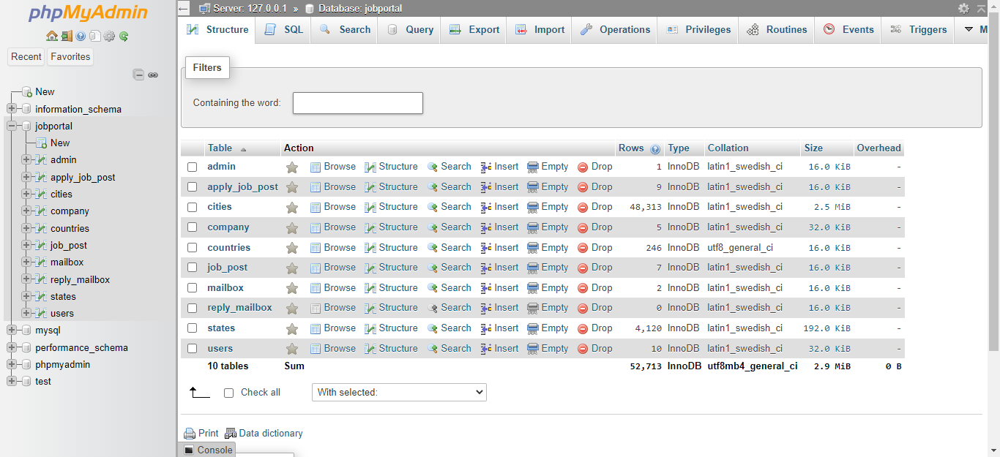 phpMyAdmin
Recent Favorites
New
information_schema
jobportal
New
admin
apply_job_post
cities
company
countries
job_post
mailbox
reply_mailbox
states
users
mysql
performance_schema
phpmyadmin
test
Server: 127.0.0.1 » Database: jobportal
Structure SQL Search Query Export Import Operations Privileges Routines Events Triggers M
Filters
Containing the word:
Table Action Rows Type Collation Size Overhead
admin Browse Structure Search Insert Empty Drop 1 InnoDB latin1_swedish_ci 16.0 KiB -
apply_job_post Browse Structure Search Insert Empty Drop 9 InnoDB latin1_swedish_ci 16.0 KiB -
cities Browse Structure Search Insert Empty Drop 48,313 InnoDB latin1_swedish_ci 2.5 MiB -
company Browse Structure Search Insert Empty Drop 5 InnoDB latin1_swedish_ci 32.0 KiB -
countries Browse Structure Search Insert Empty Drop 246 InnoDB utf8_general_ci 16.0 KiB -
job_post Browse Structure Search Insert Empty Drop 7 InnoDB latin1_swedish_ci 16.0 KiB -
mailbox Browse Structure Search Insert Empty Drop 2 InnoDB latin1_swedish_ci 16.0 KiB -
reply_mailbox Browse Structure Search Insert Empty Drop 0 InnoDB latin1_swedish_ci 16.0 KiB -
states Browse Structure Search Insert Empty Drop 4,120 InnoDB latin1_swedish_ci 192.0 KiB -
users Browse Structure Search Insert Empty Drop 10 InnoDB latin1_swedish_ci 32.0 KiB -
10 tables Sum 52,713 InnoDB utf8mb4_general_ci 2.9 MiB 0 B
Check all With selected:
Print Data dictionary
Console